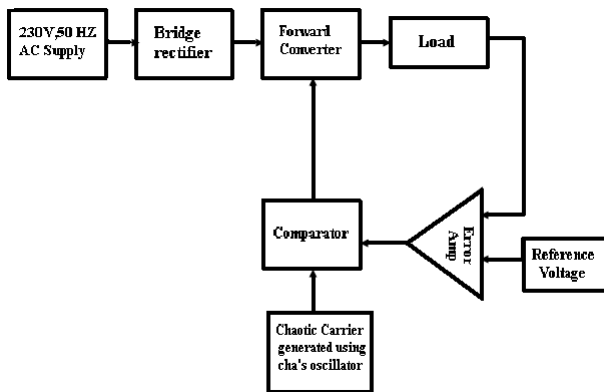 230V,50 HZ
AC Supply
Bridge
rectifier
Forward
Converter
Load
Comparator
Error
Amp
Reference
Voltage
Chaotic Carrier
generated using
cha's oscillator